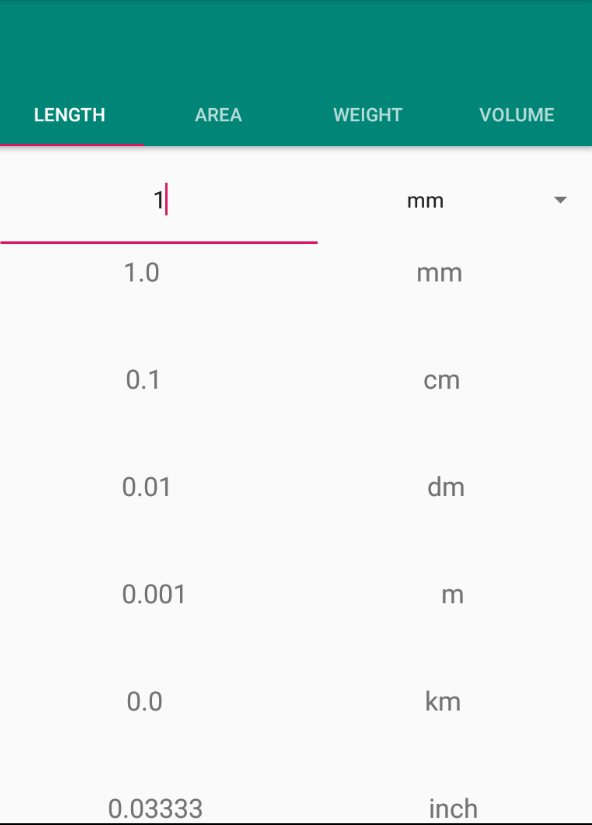 LENGTH AREA WEIGHT VOLUME
1 mm
1.0 mm
0.1 cm
0.01 dm
0.001 m
0.0 km
0.03333 inch